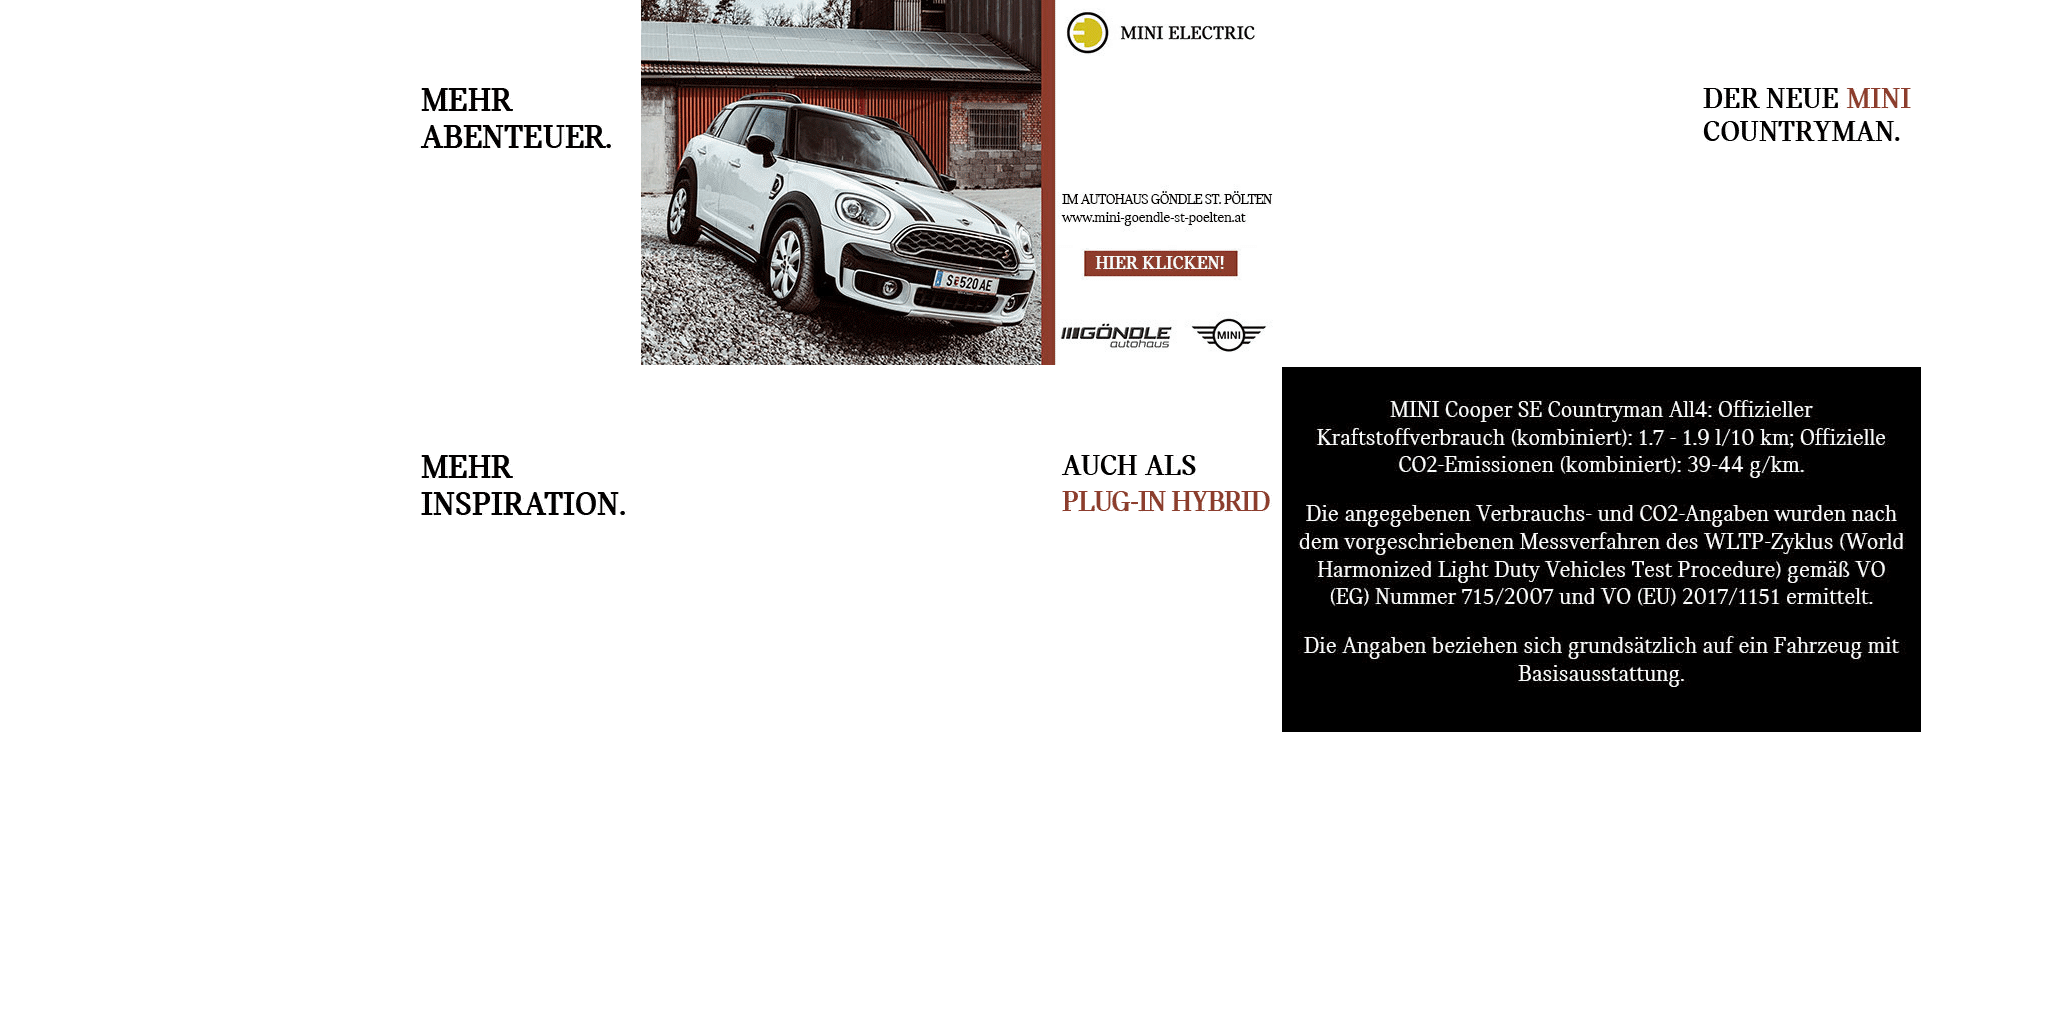 MEHR
ABENTEUER.
MINI ELECTRIC
IM AUTOHAUS GÖNDLE ST. PÖLTEN
www.mini-goendle-st-poelten.at
HIER KLICKEN!
GÖNDLE
autohaus
MINI
S 520 AE
DER NEUE MINI
COUNTRYMAN.
MEHR
INSPIRATION.
AUCH ALS
PLUG-IN HYBRID
MINI Cooper SE Countryman All4: Offizieller
Kraftstoffverbrauch (kombiniert): 1.7 - 1.9 l/10 km; Offizielle
CO2-Emissionen (kombiniert): 39-44 g/km.
Die angegebenen Verbrauchs- und CO2-Angaben wurden nach
dem vorgeschriebenen Messverfahren des WLTP-Zyklus (World
Harmonized Light Duty Vehicles Test Procedure) gemäß VO
(EG) Nummer 715/2007 und VO (EU) 2017/1151 ermittelt.
Die Angaben beziehen sich grundsätzlich auf ein Fahrzeug mit
Basisausstattung.